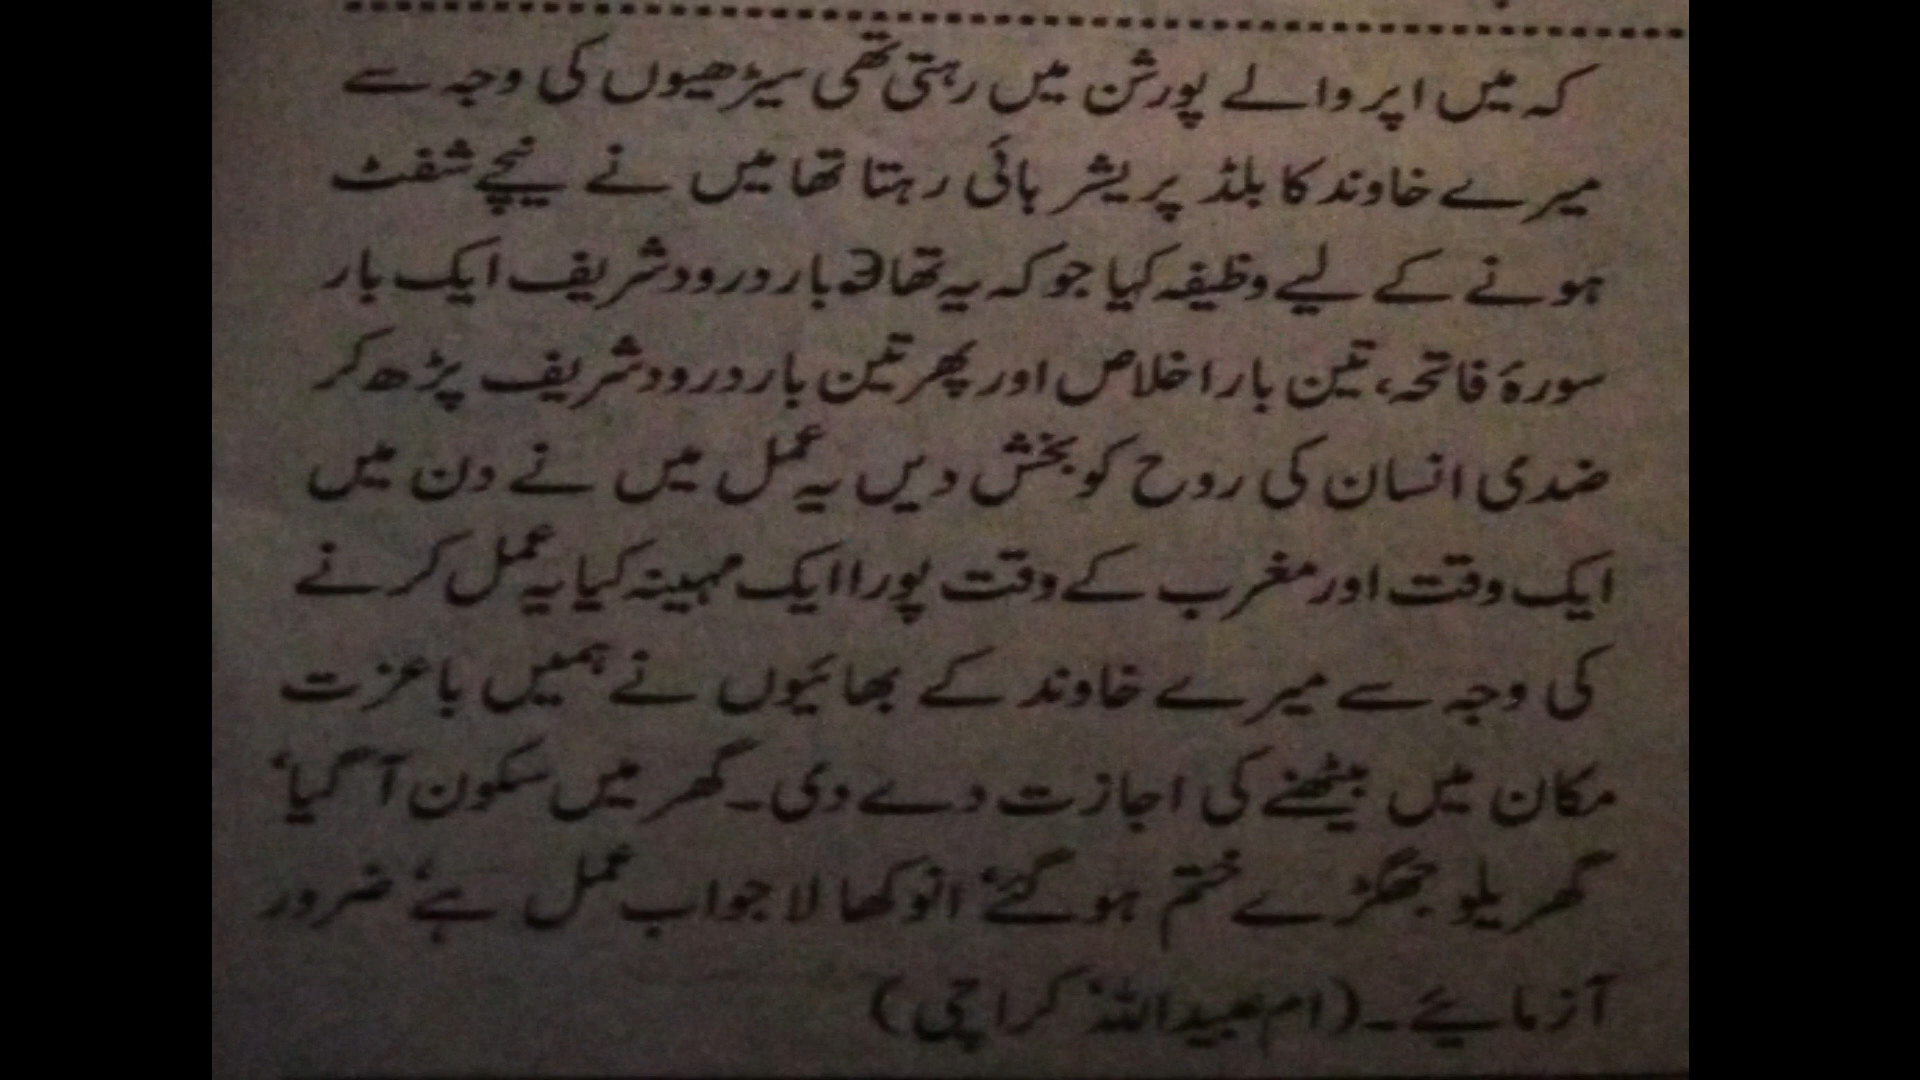 کہ میں اپر والے پورشن میں رہتی تھی سیڑھیوں کی وجہ سے
میرے خاوند کا بلڈ پریشر ہائی رہتا تھا میں نے نیچے شفٹ
ہونے کے لیے وظیفہ کیا جو کہ یہ تھا 3 بار درود شریف ایک بار
سورۂ فاتحہ، تین بار اخلاص اور پھر تین بار درود شریف پڑھ کر
ضدی انسان کی روح کو بخش دیں یہ عمل میں نے دن میں
ایک وقت اور مغرب کے وقت پورا ایک مہینہ کیا یہ عمل کرنے
کی وجہ سے میرے خاوند کے بھائیوں نے ہمیں باعزت
مکان میں بیٹھنے کی اجازت دے دی۔ گھر میں سکون آ گیا‘
گھریلو جھگڑے ختم ہو گئے‘ انوکھا لاجواب عمل ہے‘ ضرور
آزمائیے۔ (ام عبید اللہ‘ کراچی)